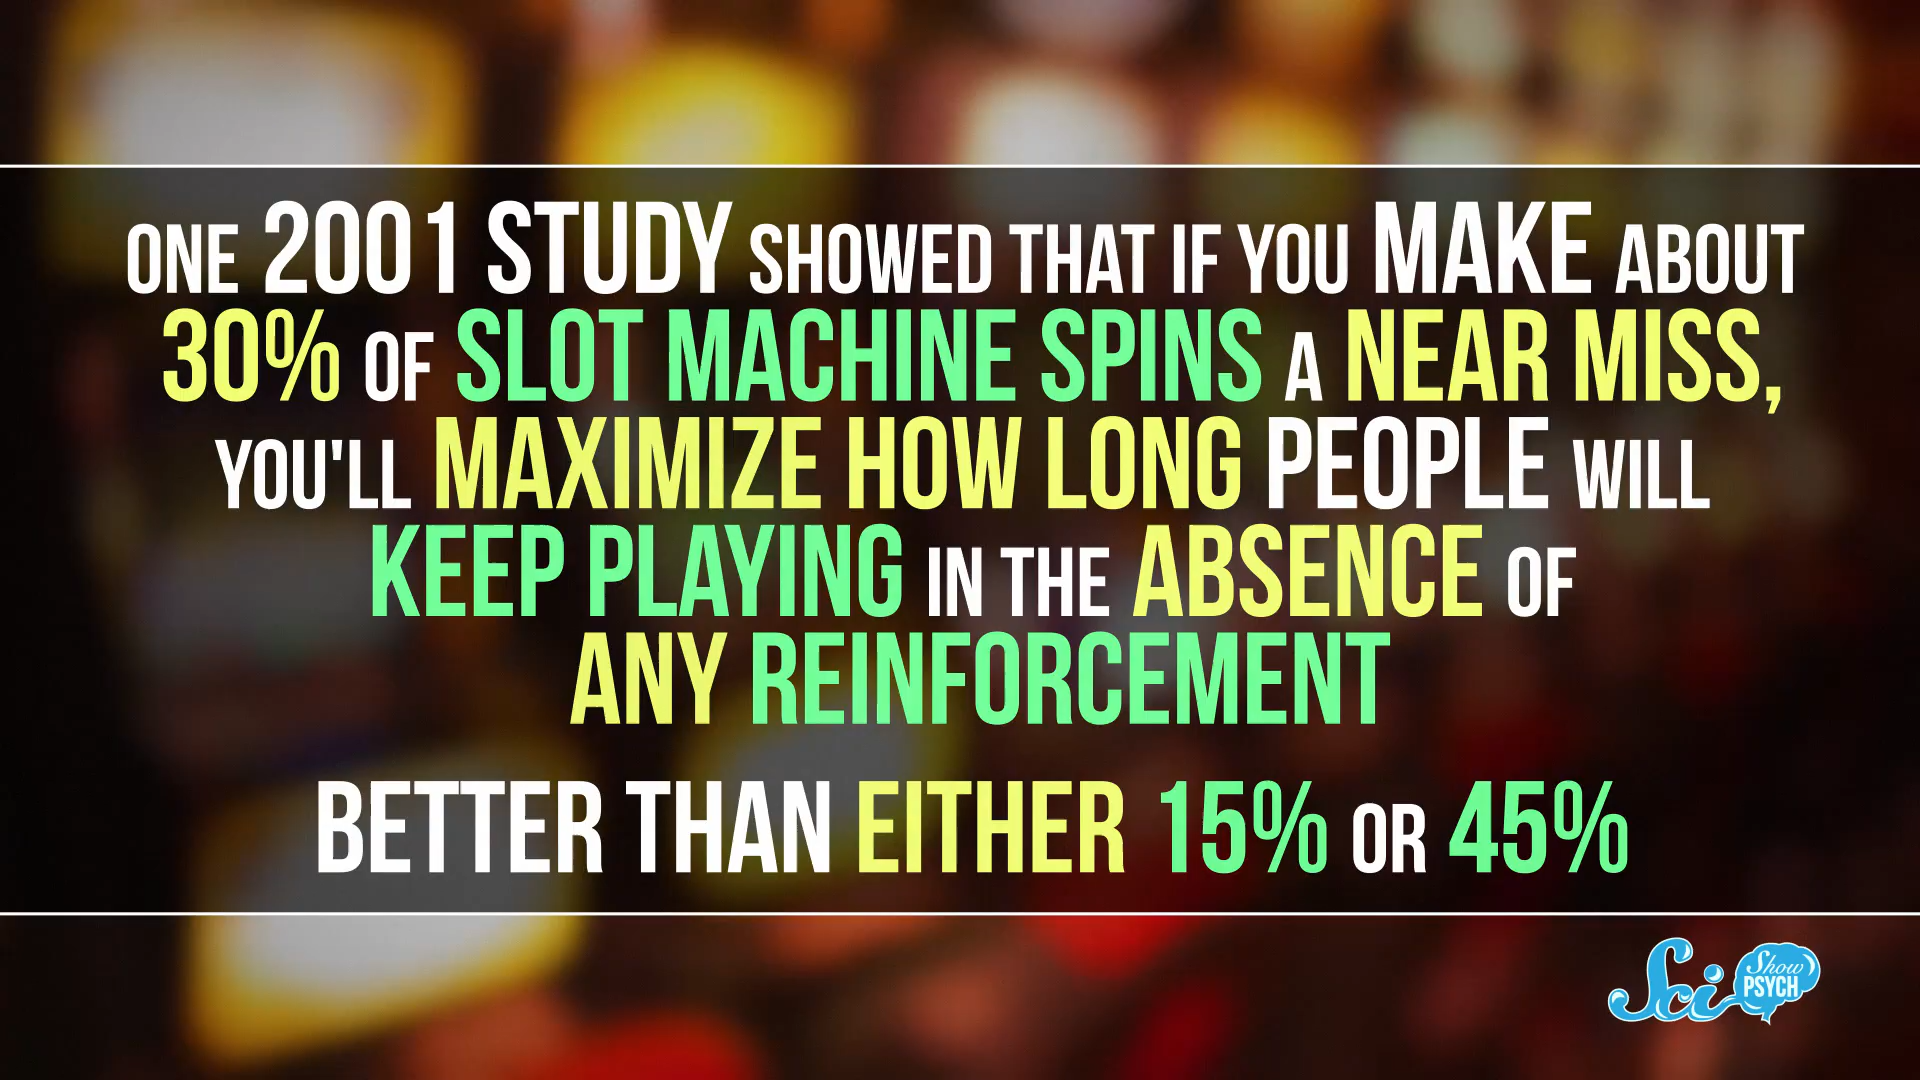 ONE 2001 STUDY SHOWED THAT IF YOU MAKE ABOUT
30% OF SLOT MACHINE SPINS A NEAR MISS,
YOU'LL MAXIMIZE HOW LONG PEOPLE WILL
KEEP PLAYING IN THE ABSENCE OF
ANY REINFORCEMENT
BETTER THAN EITHER 15% OR 45%
Sci Show
PSYCH